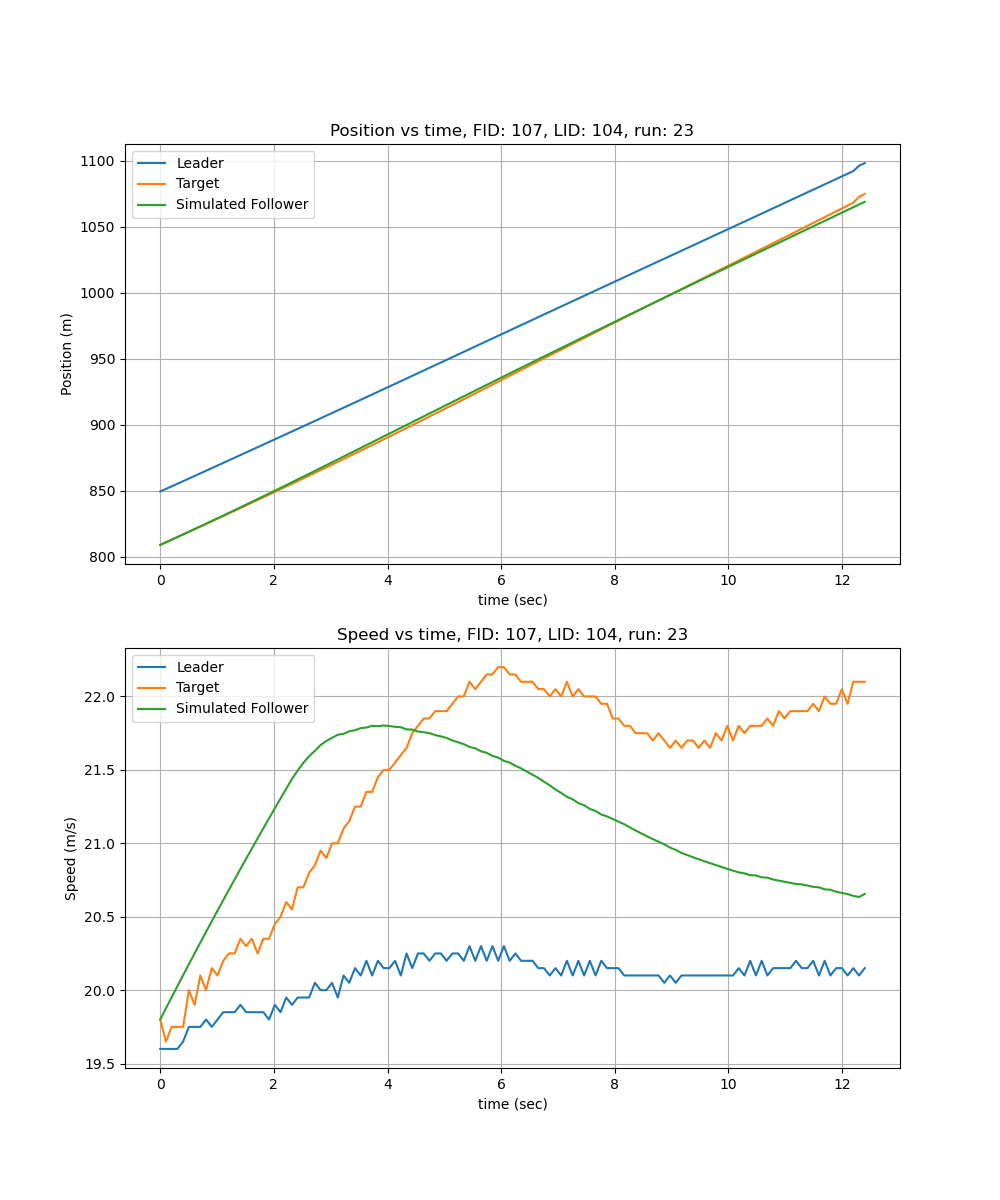 Position vs time, FID: 107, LID: 104, run: 23
Leader
Target
Simulated Follower
1100
1050
1000
950
900
850
800
Position (m)
0 2 4 6 8 10 12
time (sec)
Speed vs time, FID: 107, LID: 104, run: 23
Leader
Target
Simulated Follower
22.0
21.5
21.0
20.5
20.0
19.5
Speed (m/s)
0 2 4 6 8 10 12
time (sec)